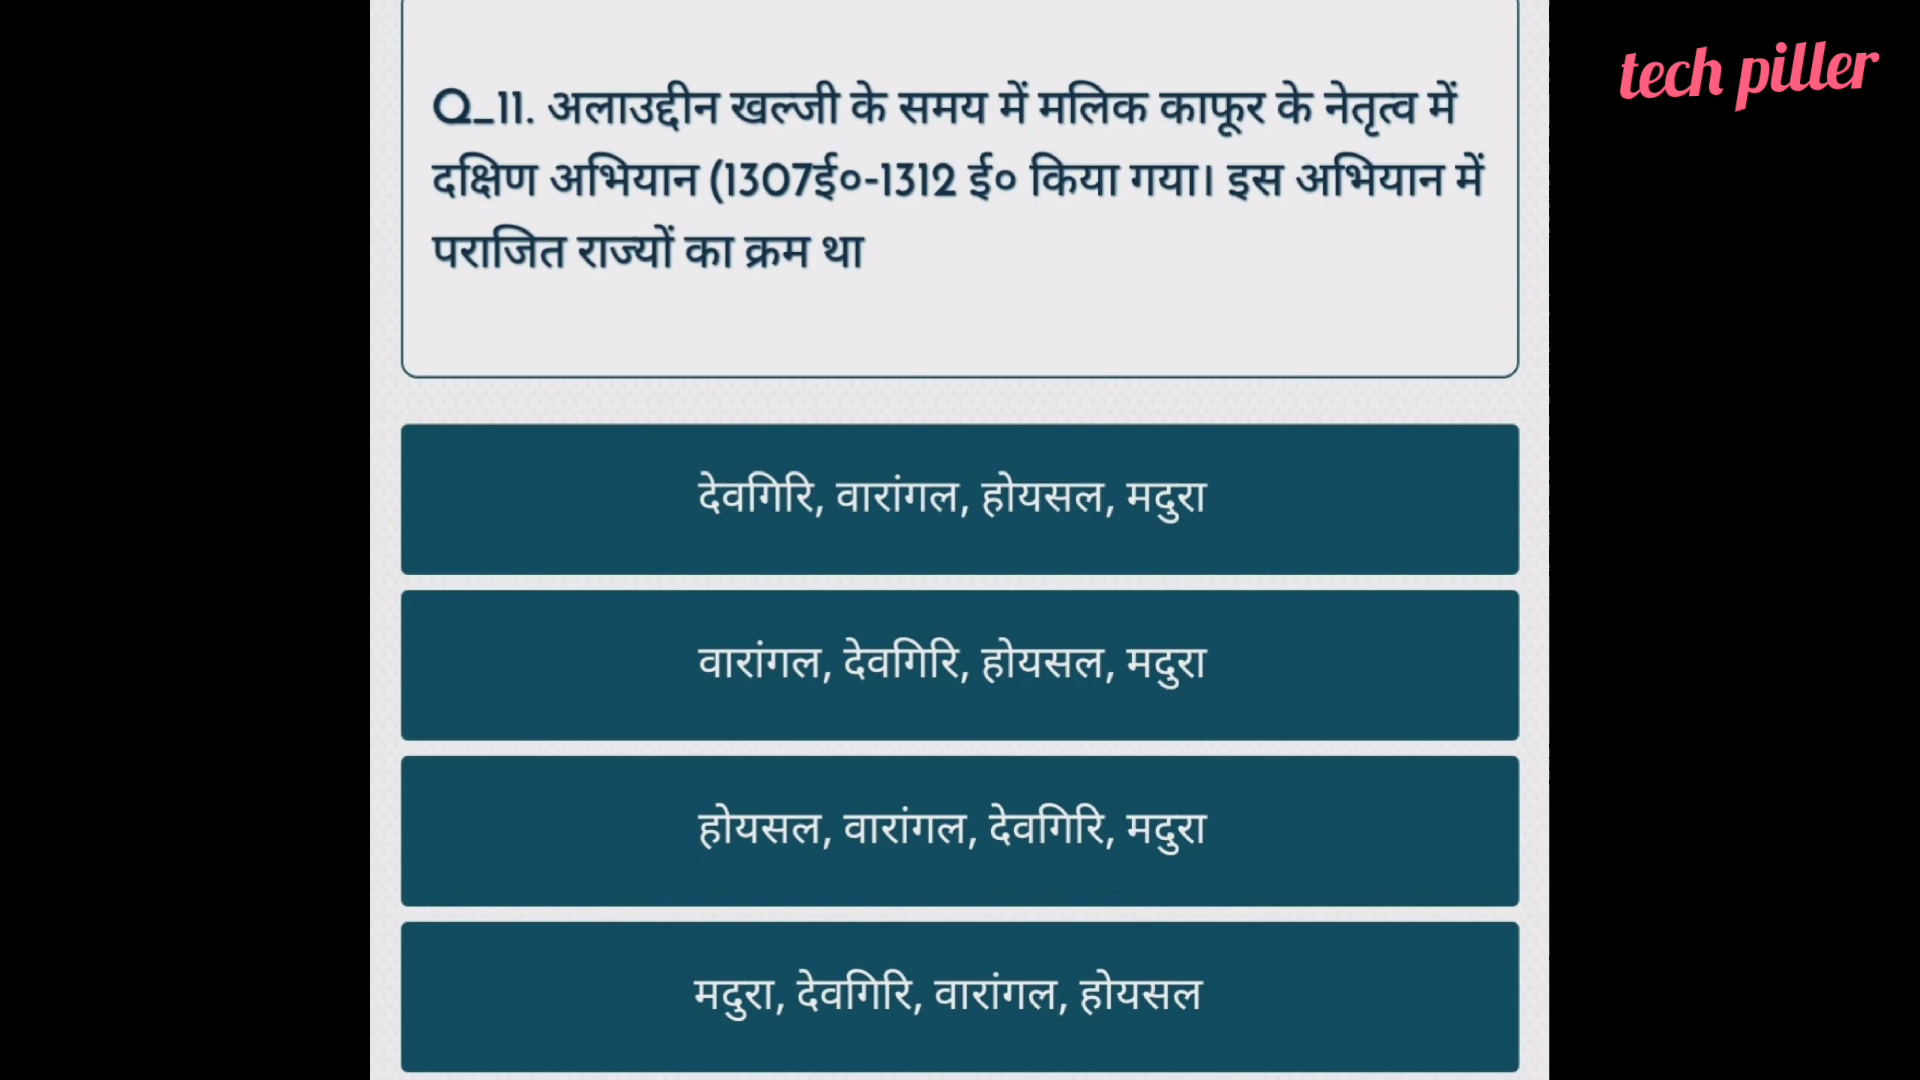 tech piller
Q_11. अलाउद्दीन खल्जी के समय में मलिक काफूर के नेतृत्व में
दक्षिण अभियान (1307ई०-1312 ई० किया गया। इस अभियान में
पराजित राज्यों का क्रम था
देवगिरि, वारांगल, होयसल, मदुरा
वारांगल, देवगिरि, होयसल, मदुरा
होयसल, वारांगल, देवगिरि, मदुरा
मदुरा, देवगिरि, वारांगल, होयसल